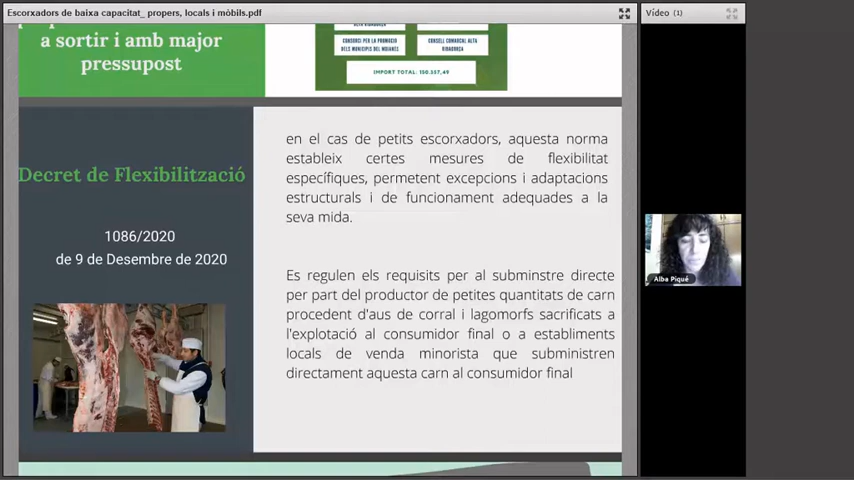 Escorxadors de baixa capacitat_ propers, locals i mòbils.pdf
Vídeo (1)
a sortir i amb major
pressupost
CONSORCI PER LA PROMOCIÓ
DELS MUNICIPIS DEL MOIANÈS
CONSELL COMARCAL ALTA
RIBAGORÇA
IMPORT TOTAL: 150.257,49
Decret de Flexibilització
1086/2020
de 9 de Desembre de 2020
en el cas de petits escorxadors, aquesta norma
estableix certes mesures de flexibilitat
específiques, permetent excepcions i adaptacions
estructurals i de funcionament adequades a la
seva mida.
Es regulen els requisits per al subminstre directe
per part del productor de petites quantitats de carn
procedent d'aus de corral i lagomorfs sacrificats a
l'explotació al consumidor final o a establiments
locals de venda minorista que subministren
directament aquesta carn al consumidor final
Alba Piqué